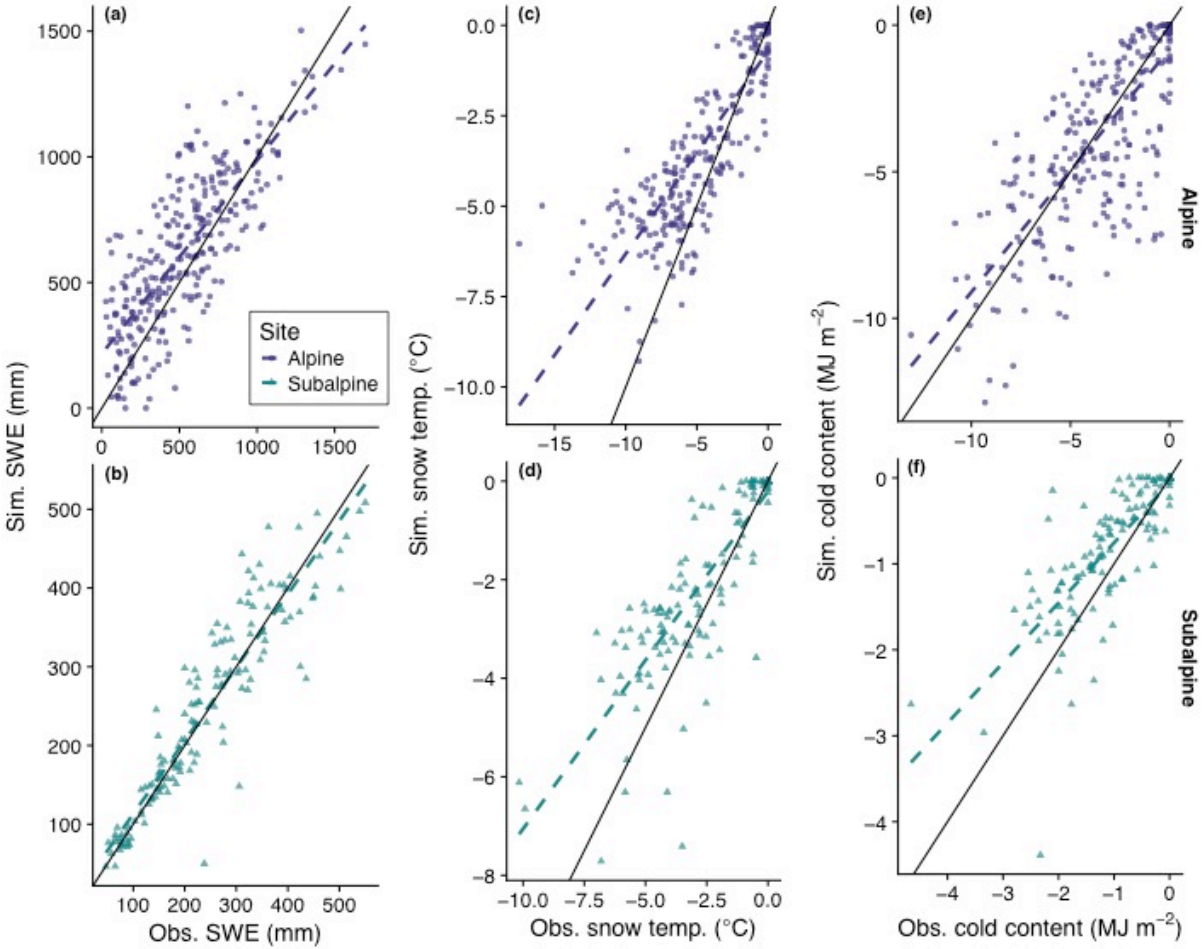 (a)
1500
1000
500
0
0 500 1000 1500
Site
Alpine
Subalpine
(b)
500
400
300
200
100
100 200 300 400 500
Sim. SWE (mm)
Obs. SWE (mm)
(c)
0.0
−2.5
−5.0
−7.5
−10.0
−15 −10 −5 0
(d)
0
−2
−4
−6
−8
−10.0 −7.5 −5.0 −2.5 0.0
Sim. snow temp. (°C)
Obs. snow temp. (°C)
(e)
0
−5
−10
−10 −5 0
Alpine
(f)
0
−1
−2
−3
−4
−4 −3 −2 −1 0
Subalpine
Sim. cold content (MJ m⁻²)
Obs. cold content (MJ m⁻²)